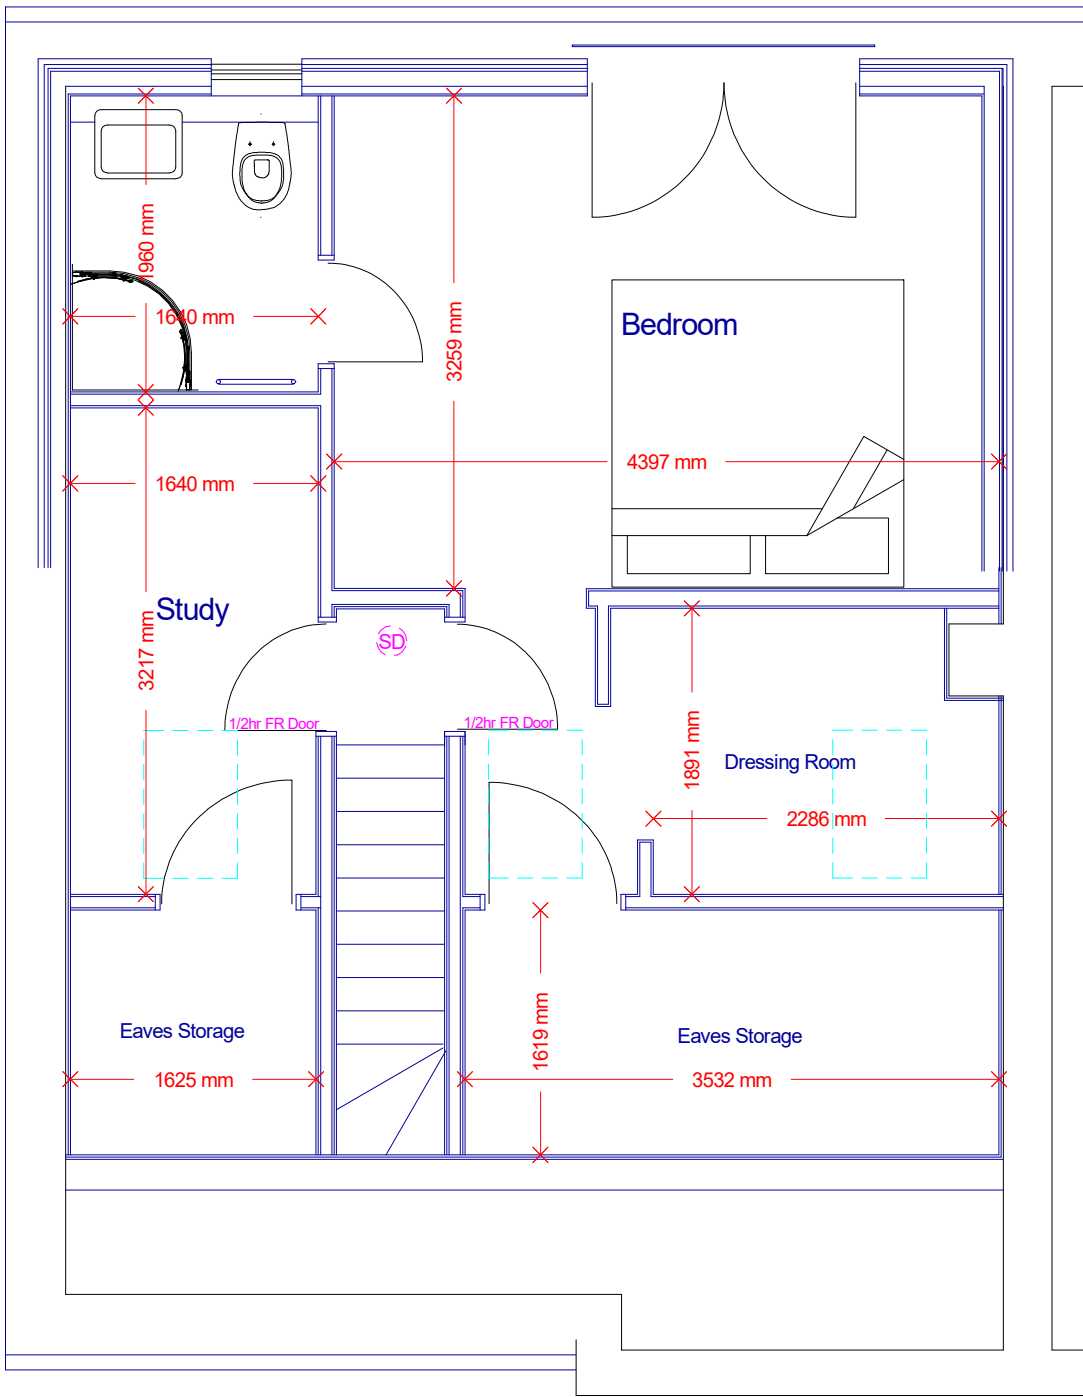 1960 mm
1640 mm
3259 mm
Bedroom
4397 mm
1640 mm
Study
3217 mm
SD
1/2hr FR Door
1/2hr FR Door
1891 mm
Dressing Room
2286 mm
Eaves Storage
1619 mm
Eaves Storage
1625 mm
3532 mm